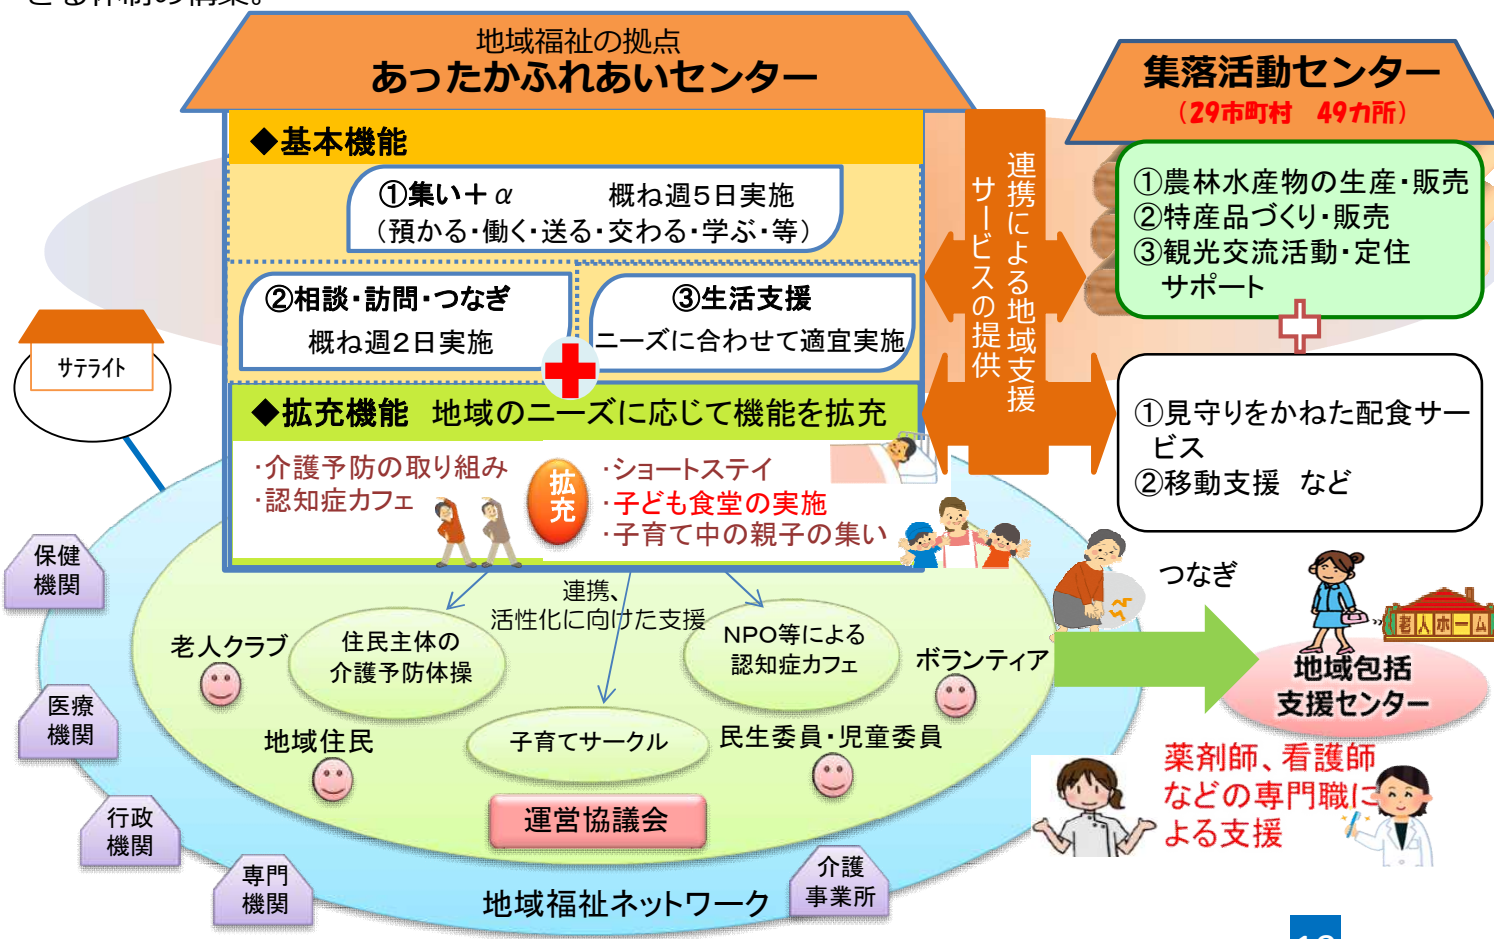 きる体制の構築。
地域福祉の拠点
あったかふれあいセンター
◆基本機能
①集い＋α　概ね週５日実施
（預かる・働く・送る・交わる・学ぶ・等）
②相談・訪問・つなぎ
概ね週２日実施
③生活支援
ニーズに合わせて適宜実施
◆拡充機能　地域のニーズに応じて機能を拡充
・介護予防の取り組み
・認知症カフェ
拡充
・ショートステイ
・子ども食堂の実施
・子育て中の親子の集い
連携による地域支援
サービスの提供
集落活動センター
（29市町村　49カ所）
①農林水産物の生産・販売
②特産品づくり・販売
③観光交流活動・定住
サポート
①見守りをかねた配食サー
ビス
②移動支援　など
サテライト
保健
機関
医療
機関
行政
機関
専門
機関
介護
事業所
連携、
活性化に向けた支援
老人クラブ
住民主体の
介護予防体操
NPO等による
認知症カフェ
ボランティア
地域住民
子育てサークル
民生委員・児童委員
運営協議会
地域福祉ネットワーク
つなぎ
老人ホーム
地域包括
支援センター
薬剤師、看護師
などの専門職に
よる支援